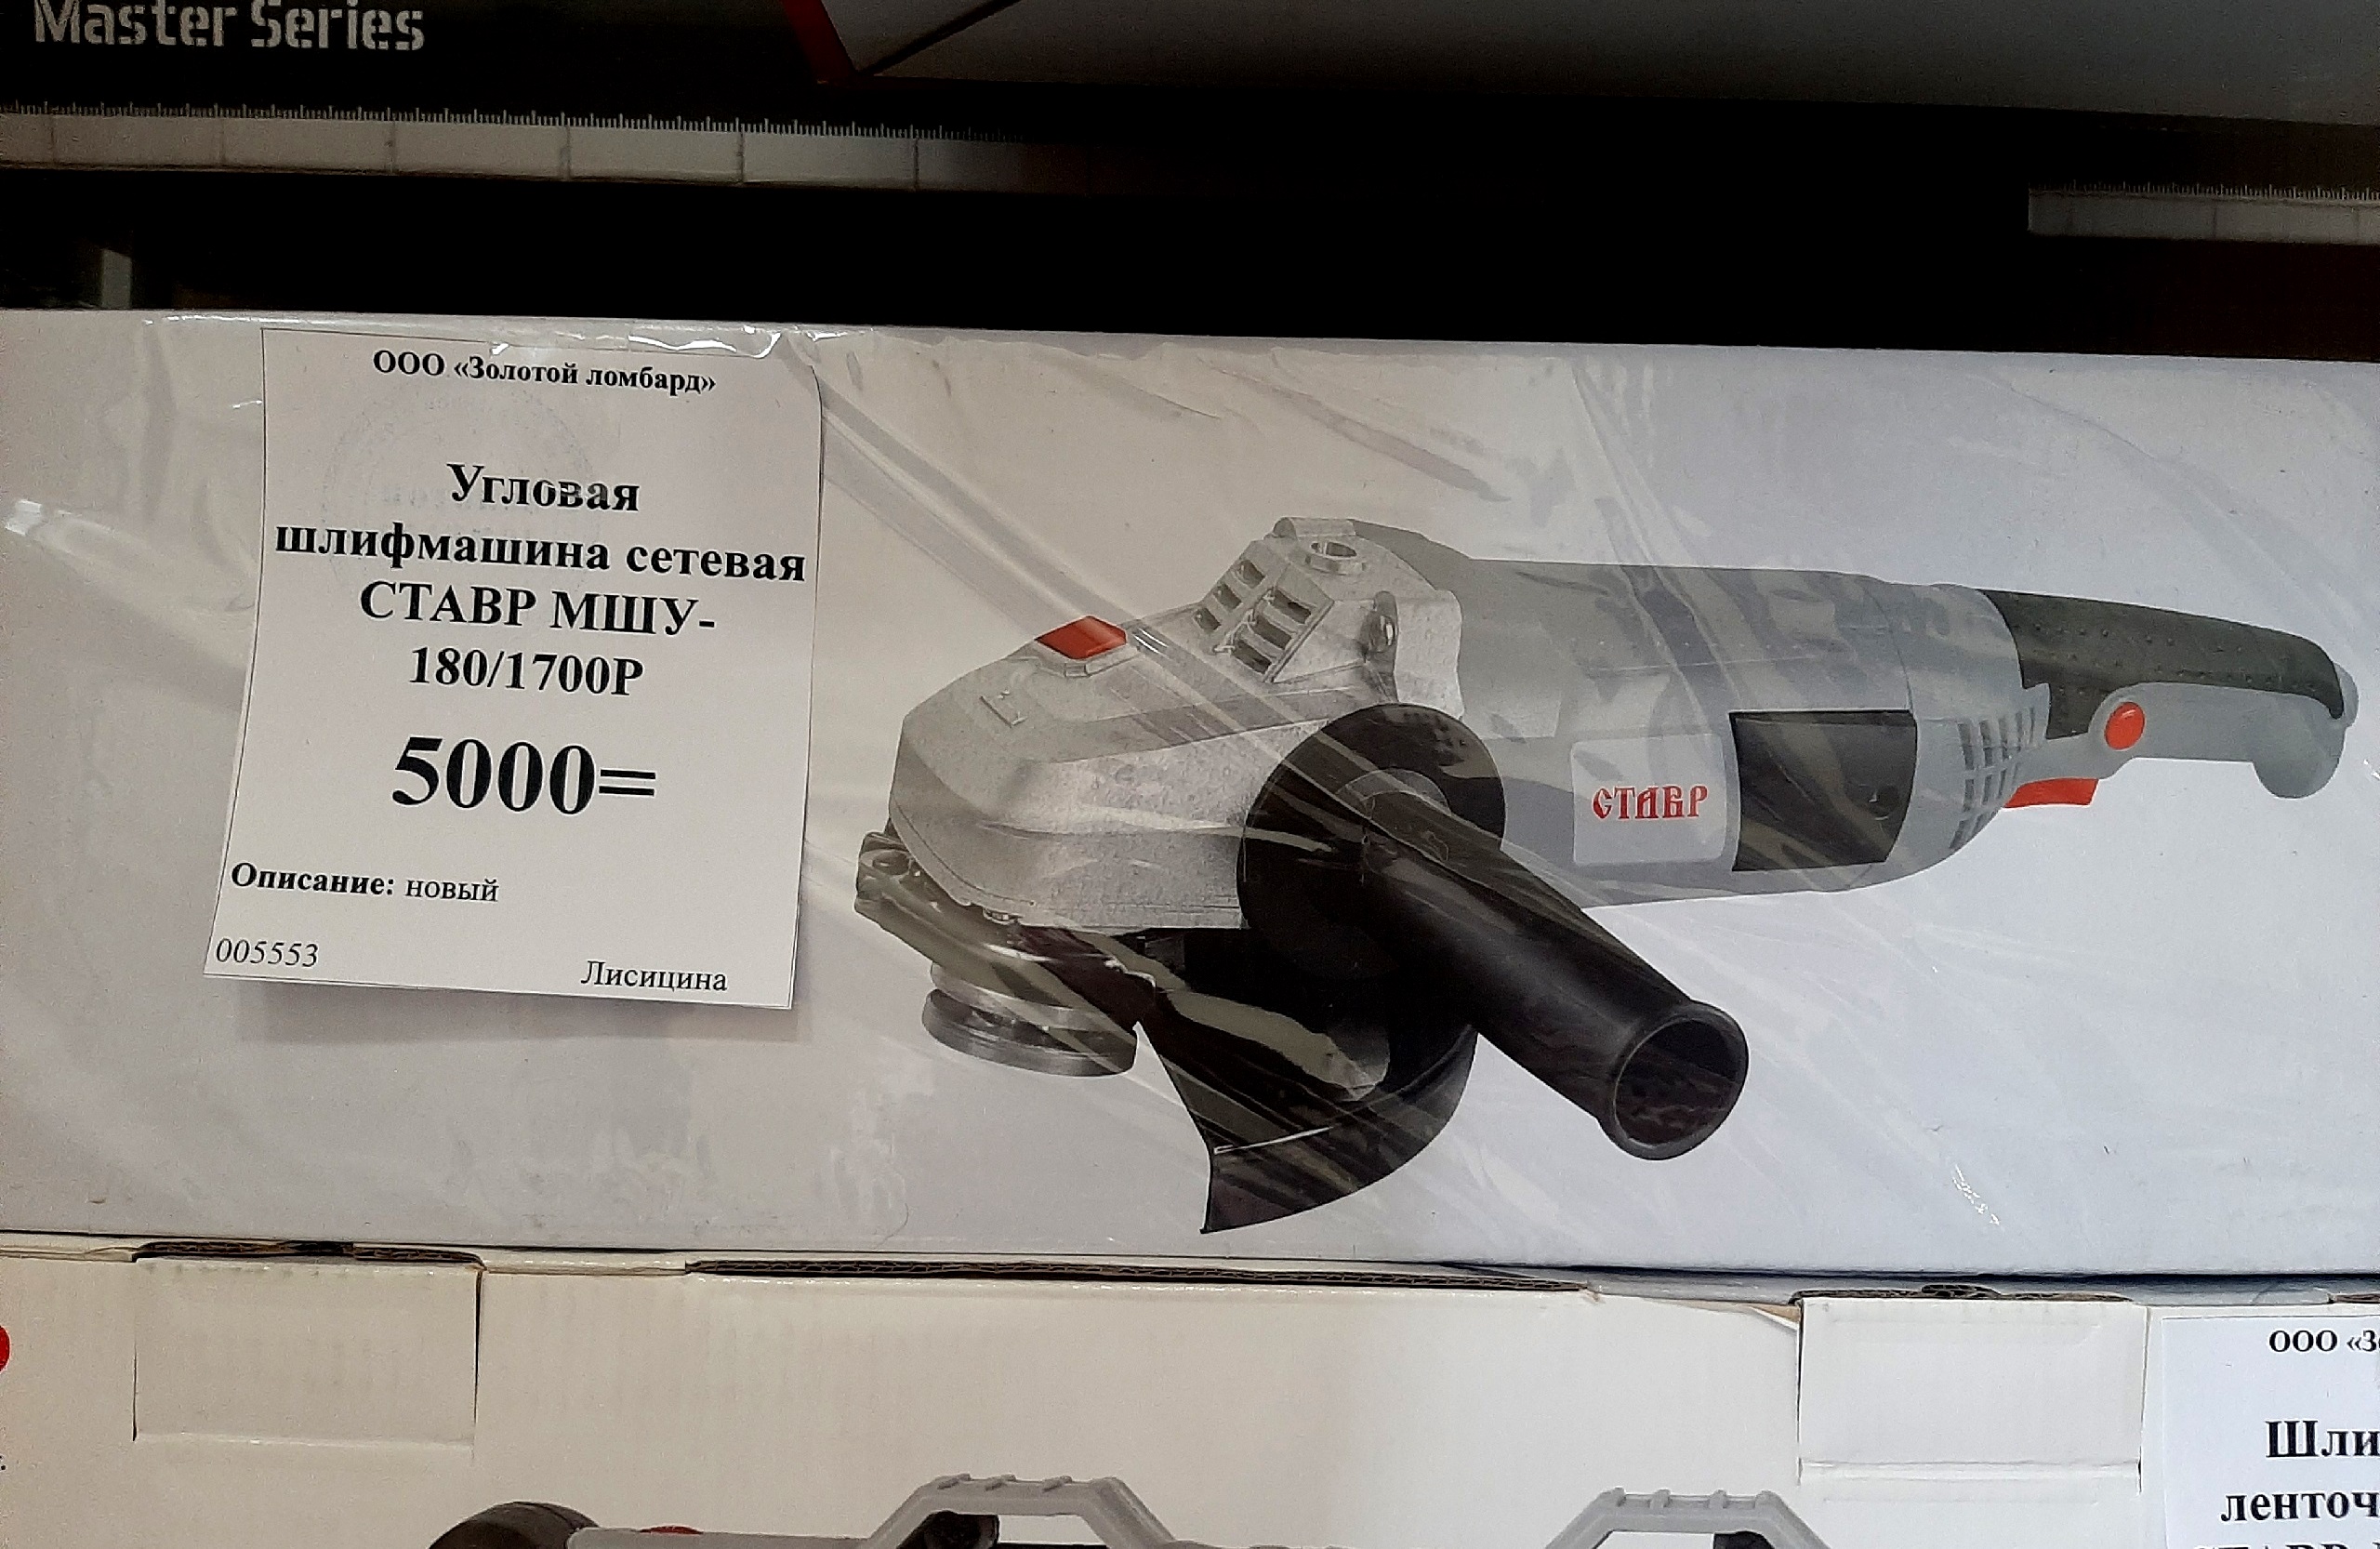 Master Series
ООО «Золотой ломбард»
Угловая
шлифмашина сетевая
СТАВР МШУ-
180/1700Р
5000=
Описание: новый
005553
Лисицина
СТАВР
ООО «З
Шли
ленточ